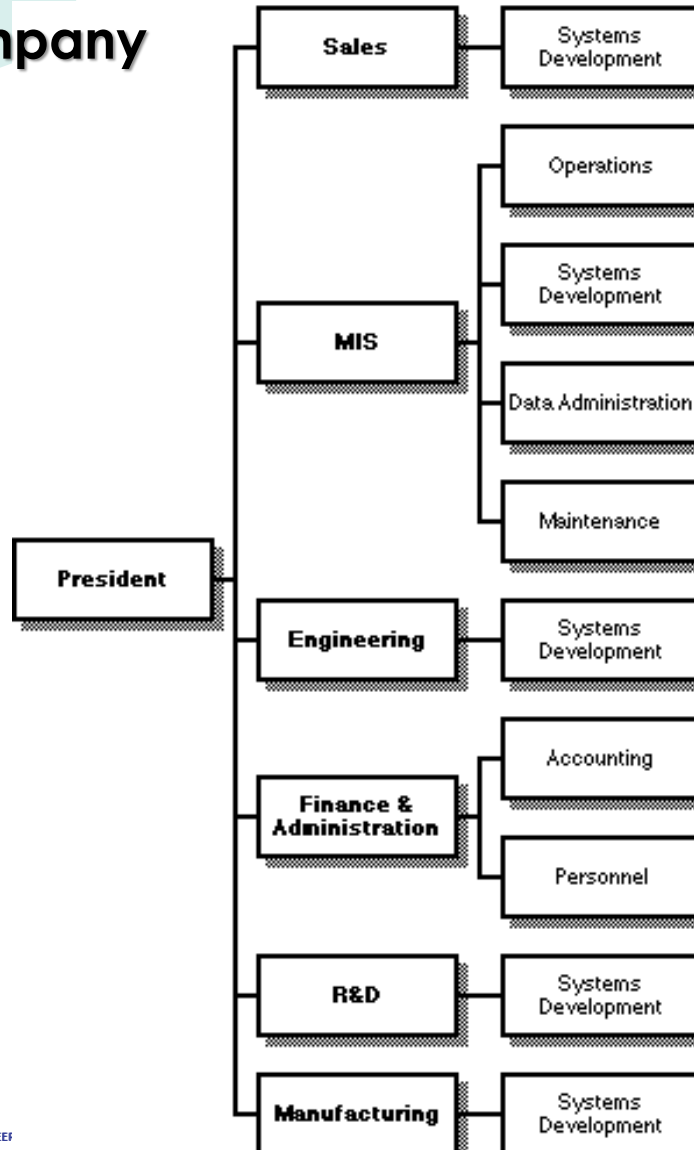 mpany
Sales
Systems
Development
Operations
Systems
Development
MIS
Data Administration
Maintenance
President
Engineering
Systems
Development
Accounting
Finance &
Administration
Personnel
R&D
Systems
Development
Manufacturing
Systems
Development